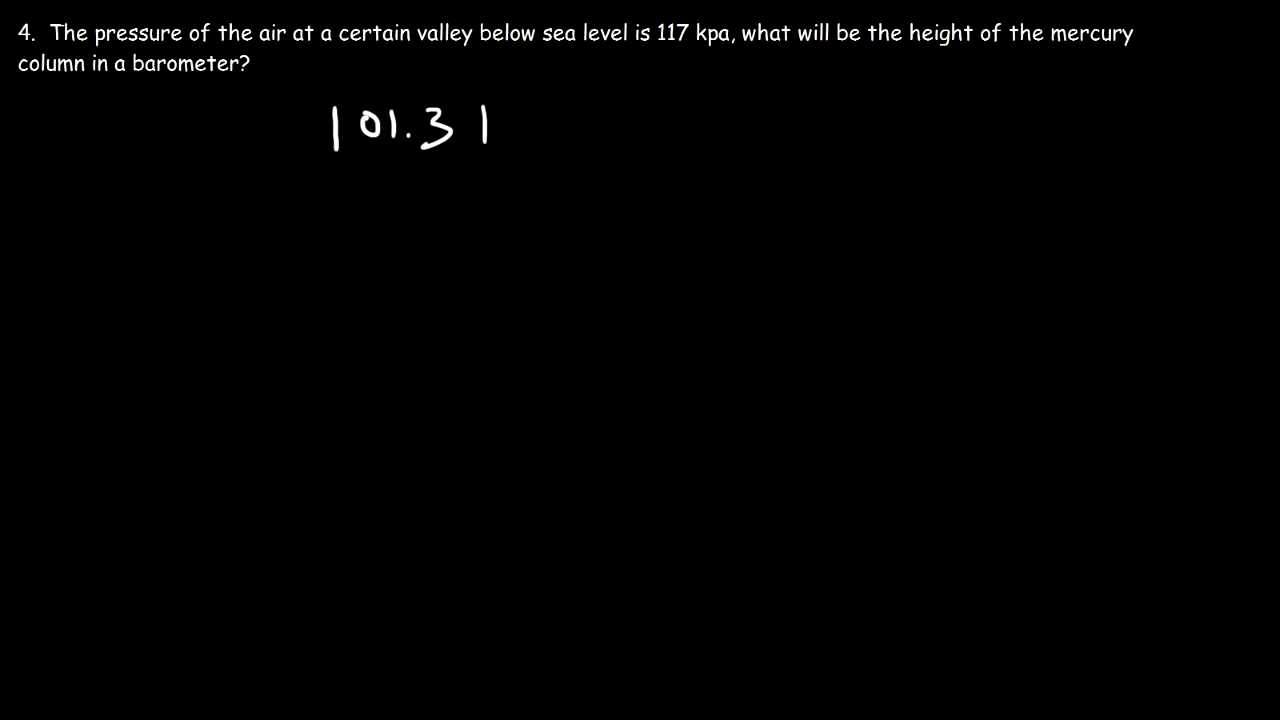 4. The pressure of the air at a certain valley below sea level is 117 kpa, what will be the height of the mercury
column in a barometer?
101.3 |